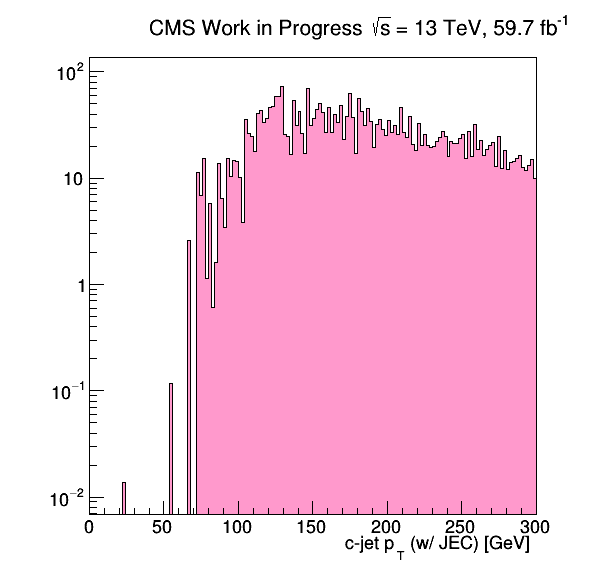 CMS Work in Progress √s = 13 TeV, 59.7 fb⁻¹
10²
10
1
10⁻¹
10⁻²
0 50 100 150 200 250 300
c-jet p_T (w/ JEC) [GeV]